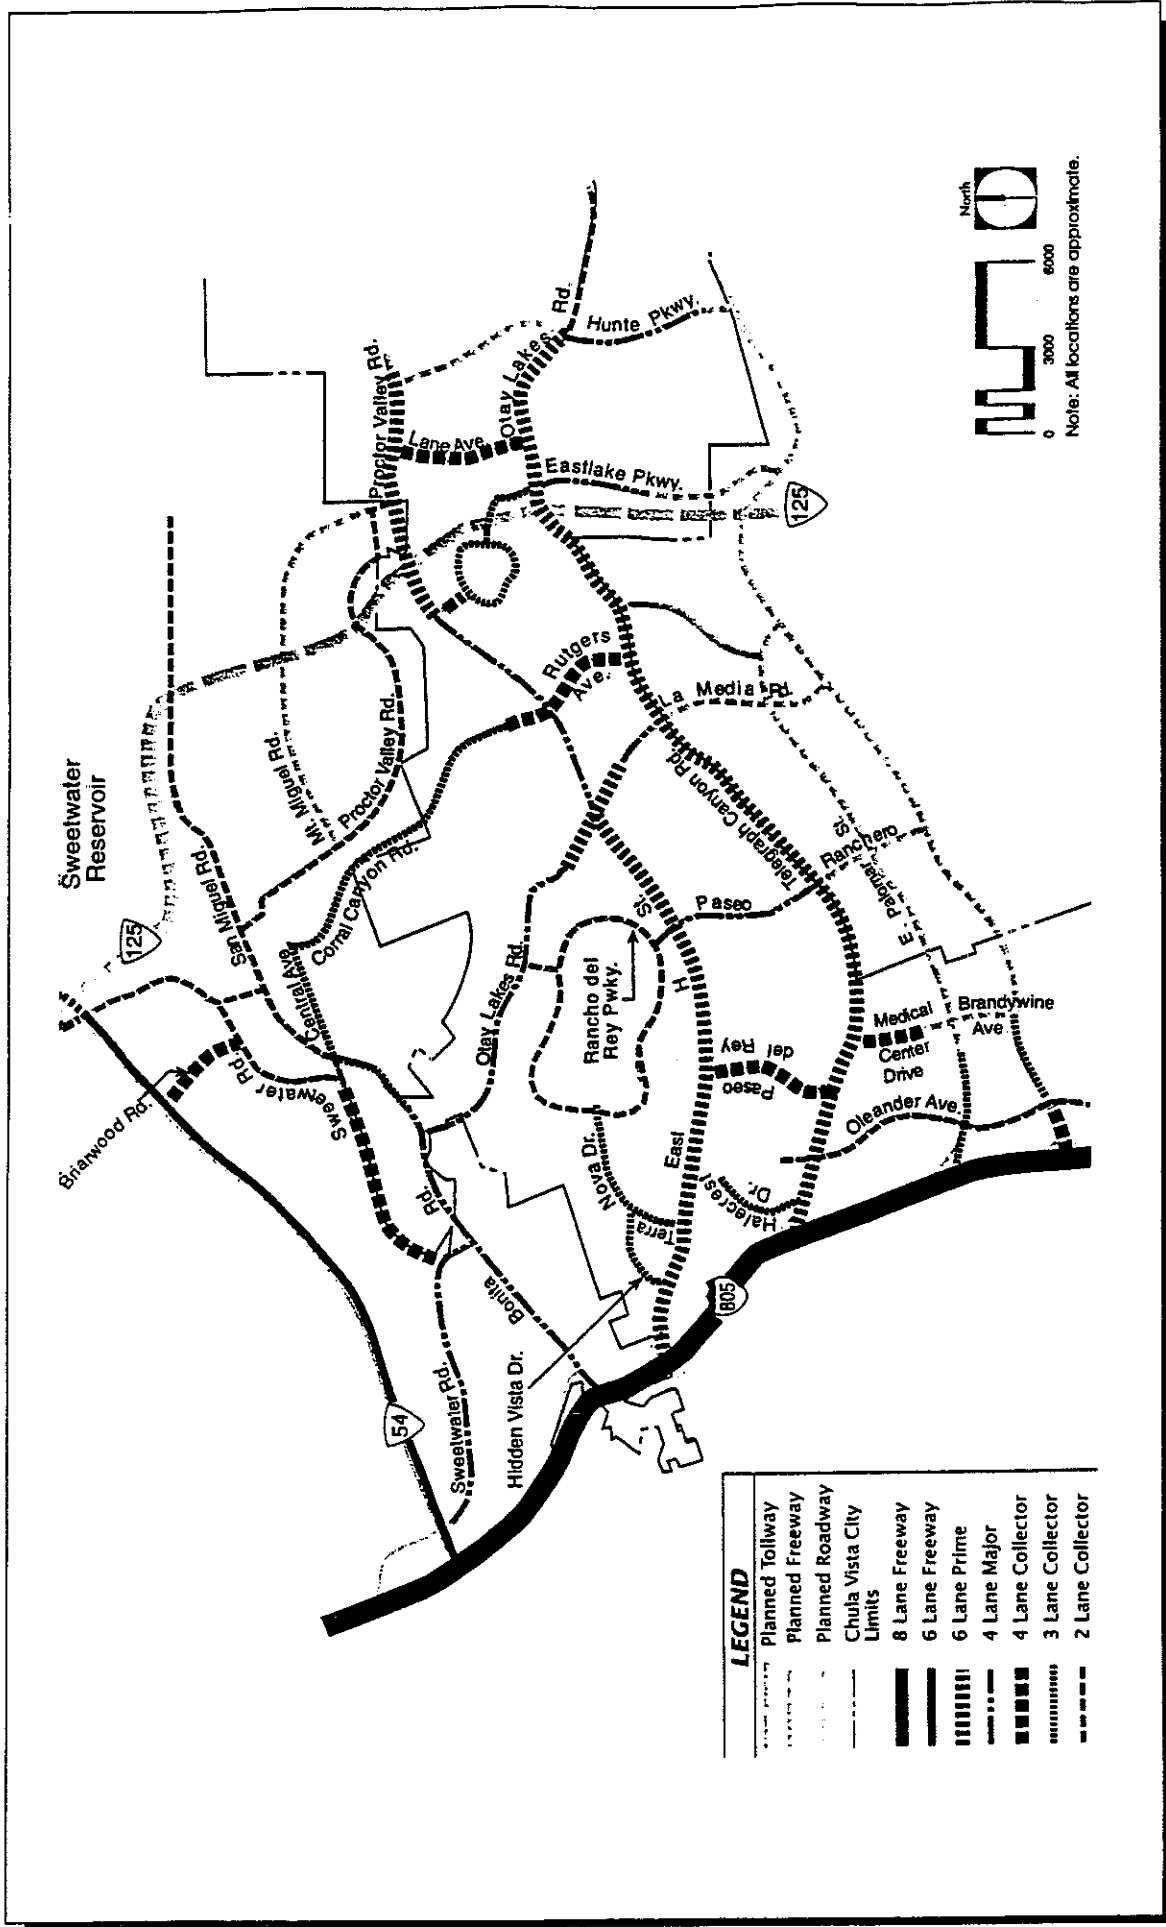 Sweetwater
Reservoir
125
54
805
125
Briarwood Rd.
Sweetwater
Rd.
San Miguel Rd.
Central Ave.
Corral Canyon Rd.
Mt. Miguel Rd.
Proctor Valley Rd.
Proctor Valley Rd.
Lane Ave.
Otay Lakes
Rd.
Hunte Pkwy.
Eastlake Pkwy.
Rutgers
Ave.
La Media Rd.
Telegraph Canyon Rd.
Otay Lakes Rd.
Rancho del
Rey Pwky.
East
H
St.
Paseo
Ranchero
E. Palomar
St.
Paseo
del Rey
Medical
Center
Drive
Brandywine
Ave.
Oleander Ave.
Halecrest
Dr.
Terra
Nova Dr.
Hidden Vista Dr.
Bonita
Rd.
Sweetwater Rd.
North
0
3000
6000
Note: All locations are approximate.
LEGEND
Planned Tollway
Planned Freeway
Planned Roadway
Chula Vista City
Limits
8 Lane Freeway
6 Lane Freeway
6 Lane Prime
4 Lane Major
4 Lane Collector
3 Lane Collector
2 Lane Collector